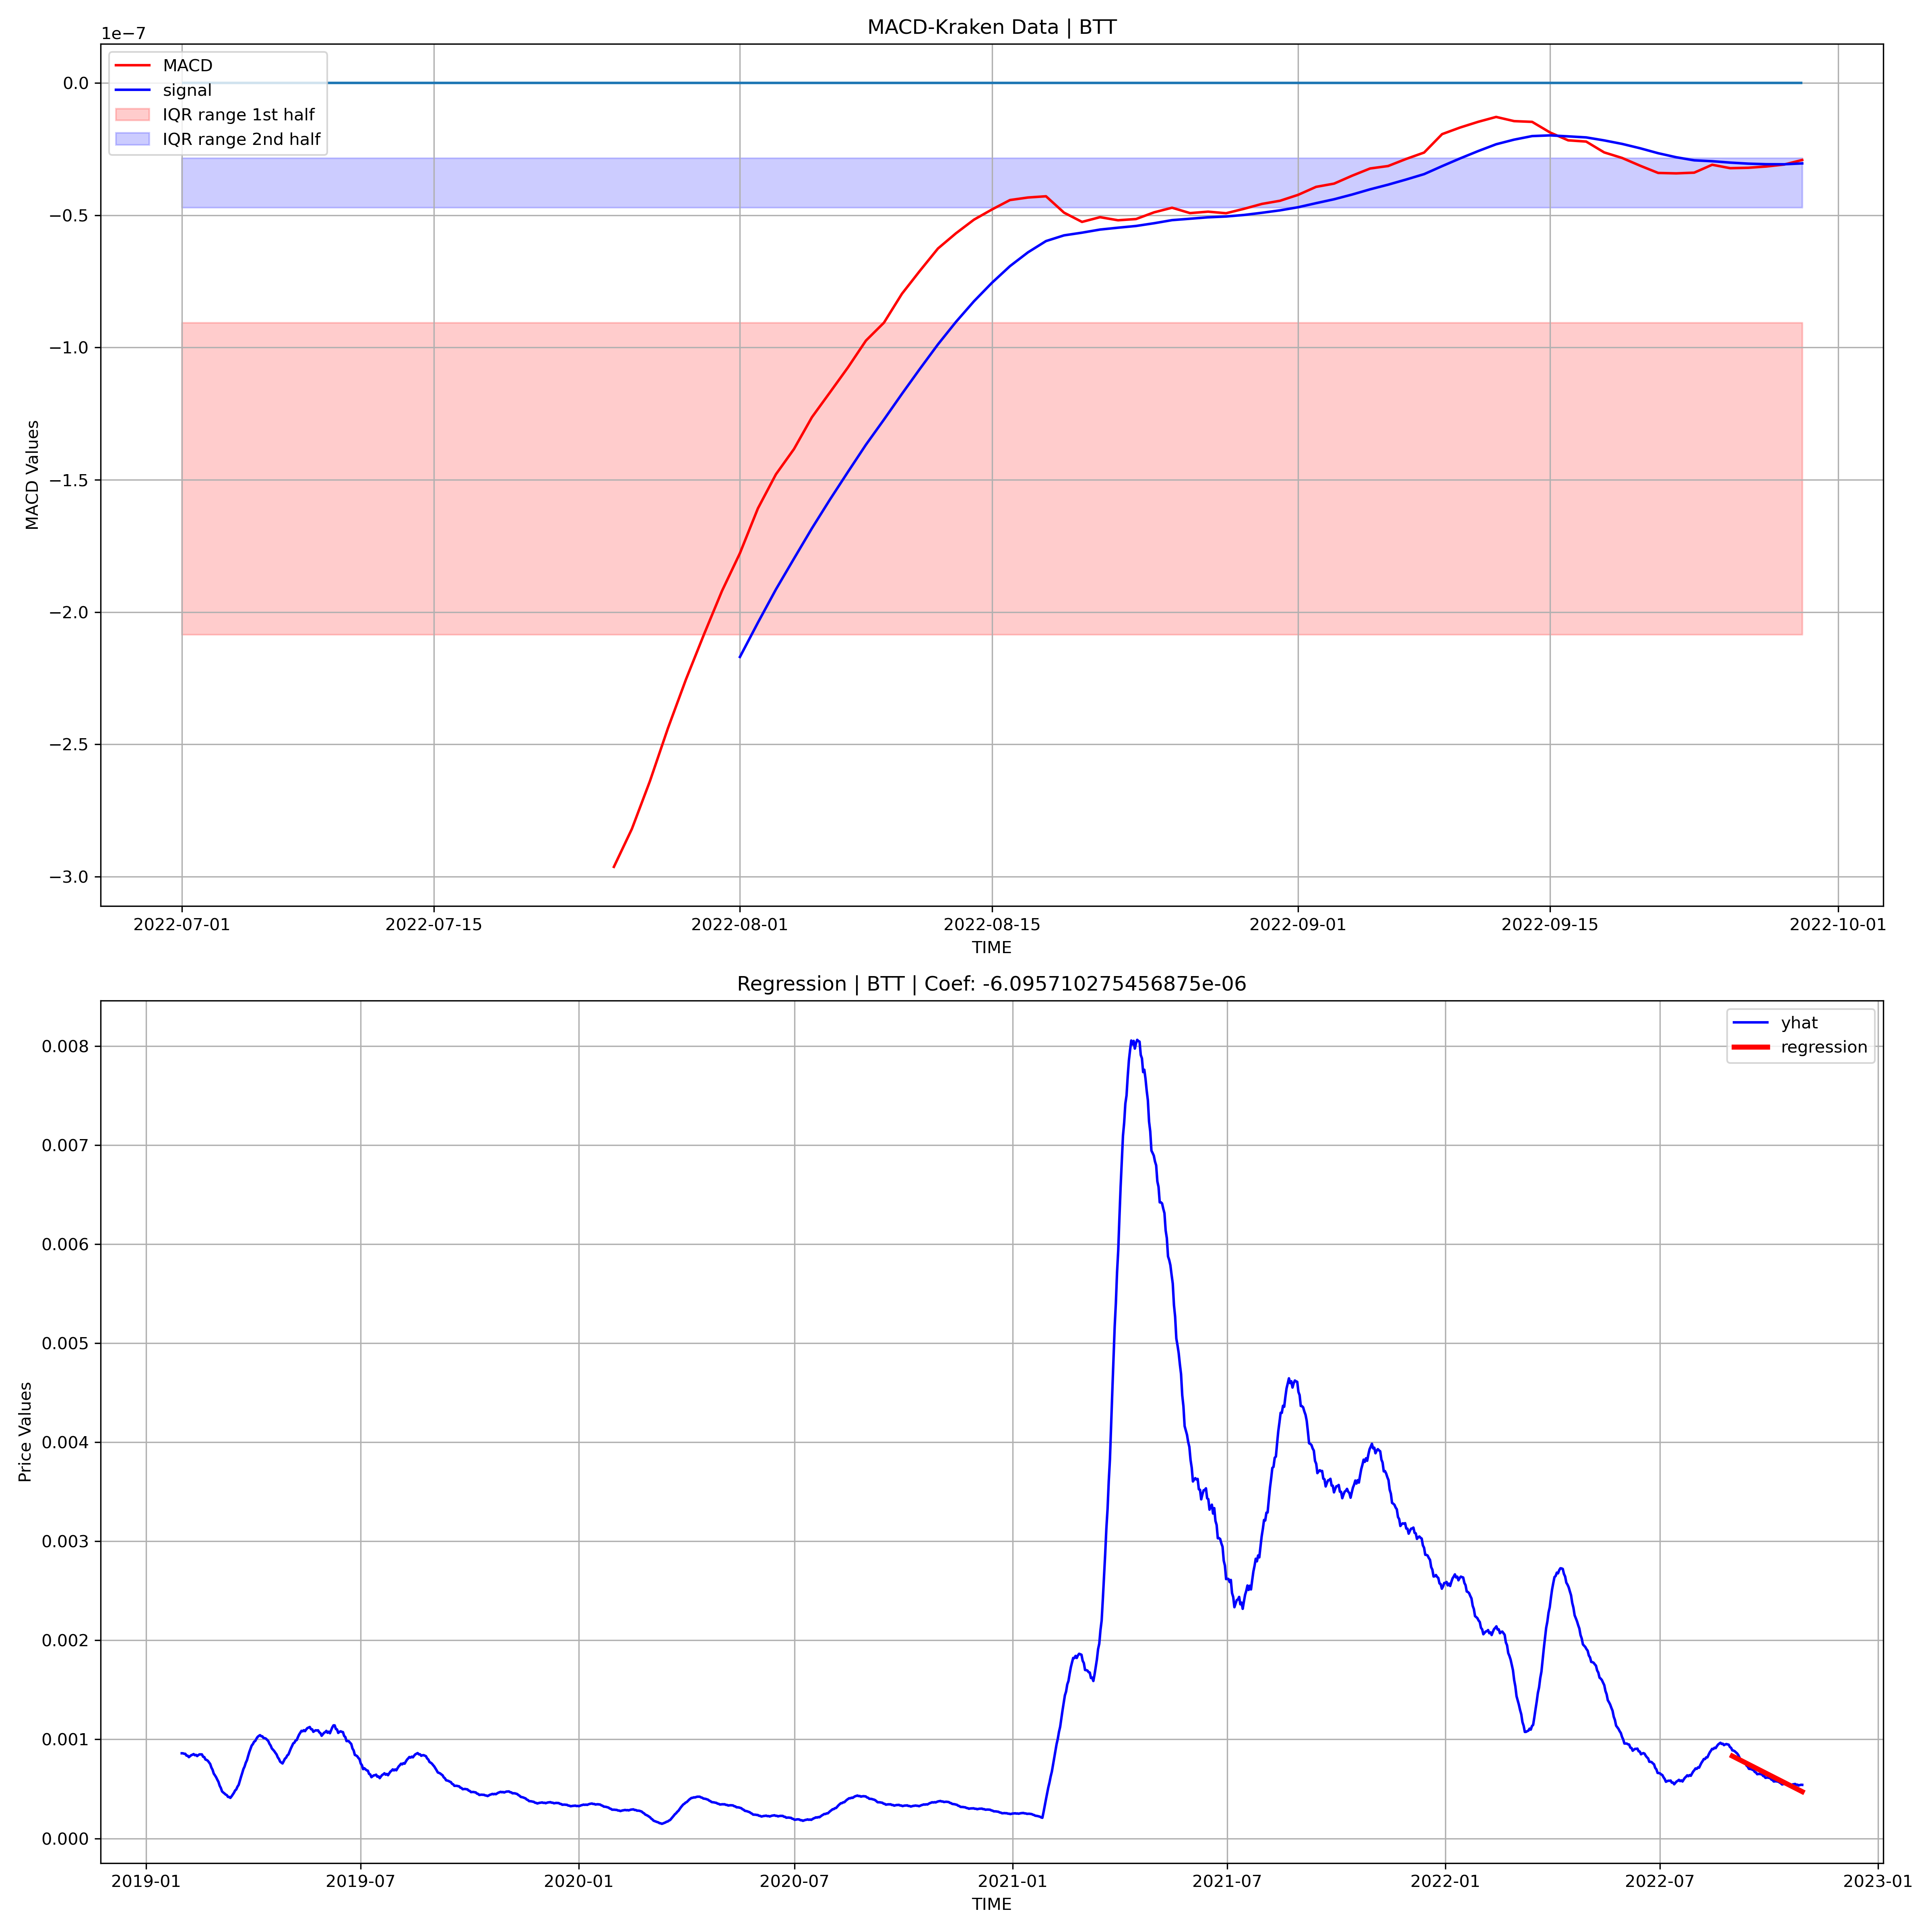 MACD-Kraken Data | BTT
1e−7
MACD
signal
IQR range 1st half
IQR range 2nd half
0.0
−0.5
−1.0
−1.5
−2.0
−2.5
−3.0
MACD Values
2022-07-01 2022-07-15 2022-08-01 2022-08-15 2022-09-01 2022-09-15 2022-10-01
TIME
Regression | BTT | Coef: -6.095710275456875e-06
yhat
regression
0.008
0.007
0.006
0.005
0.004
0.003
0.002
0.001
0.000
Price Values
2019-01 2019-07 2020-01 2020-07 2021-01 2021-07 2022-01 2022-07 2023-01
TIME